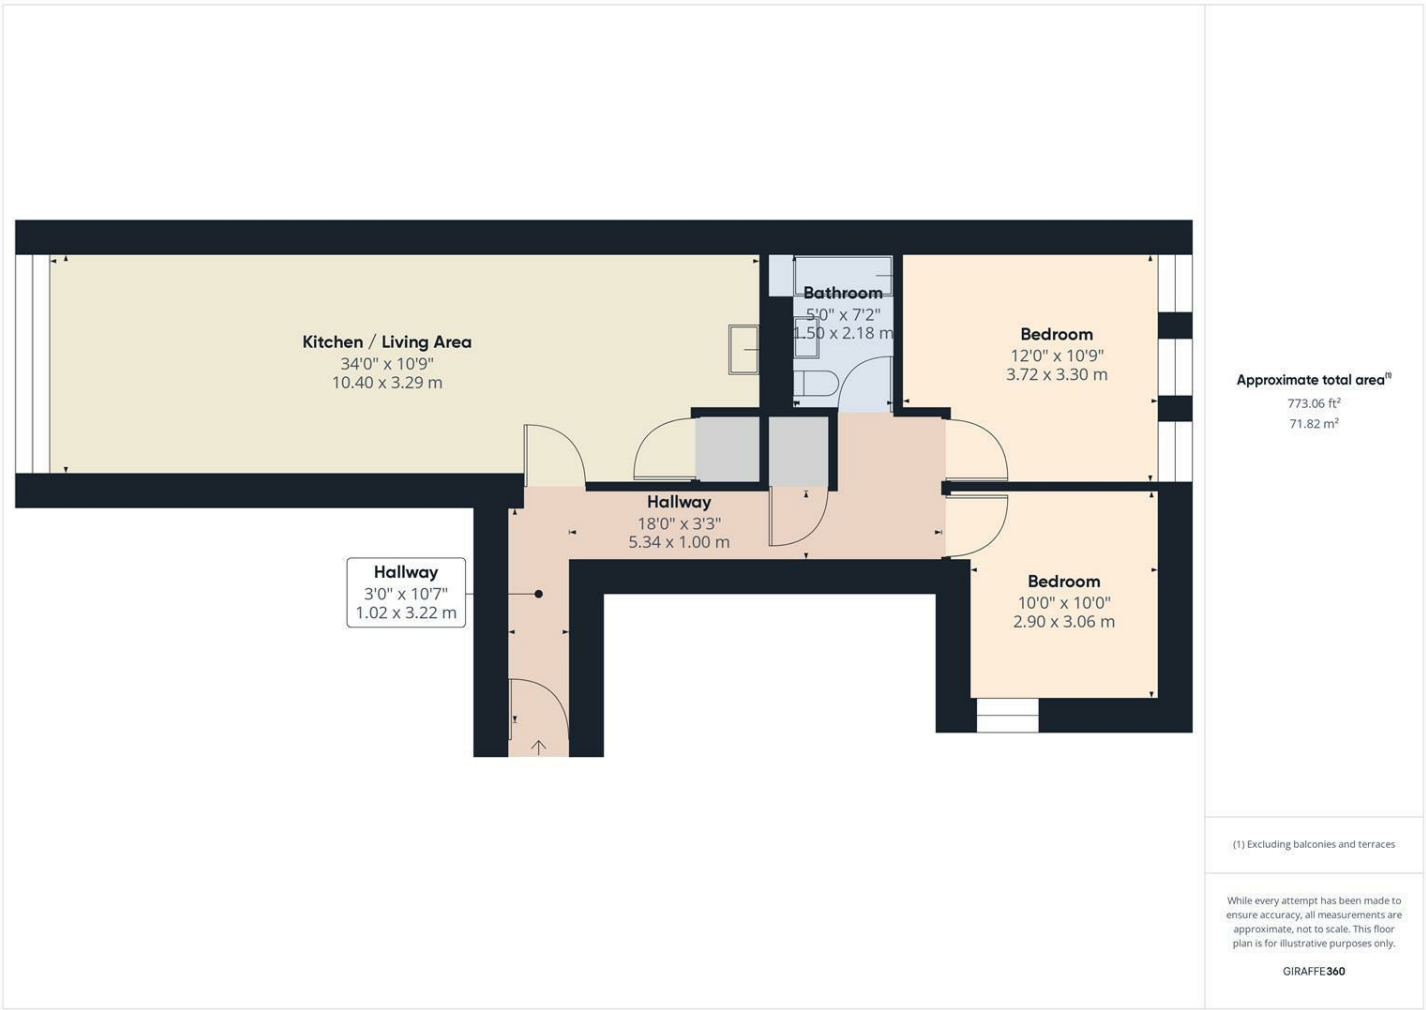 Kitchen / Living Area
34'0" x 10'9"
10.40 x 3.29 m
Bathroom
5'0" x 7'2"
1.50 x 2.18 m
Bedroom
12'0" x 10'9"
3.72 x 3.30 m
Hallway
18'0" x 3'3"
5.34 x 1.00 m
Hallway
3'0" x 10'7"
1.02 x 3.22 m
Bedroom
10'0" x 10'0"
2.90 x 3.06 m
Approximate total area(1)
773.06 ft²
71.82 m²
(1) Excluding balconies and terraces
While every attempt has been made to
ensure accuracy, all measurements are
approximate, not to scale. This floor
plan is for illustrative purposes only.
GIRAFFE360